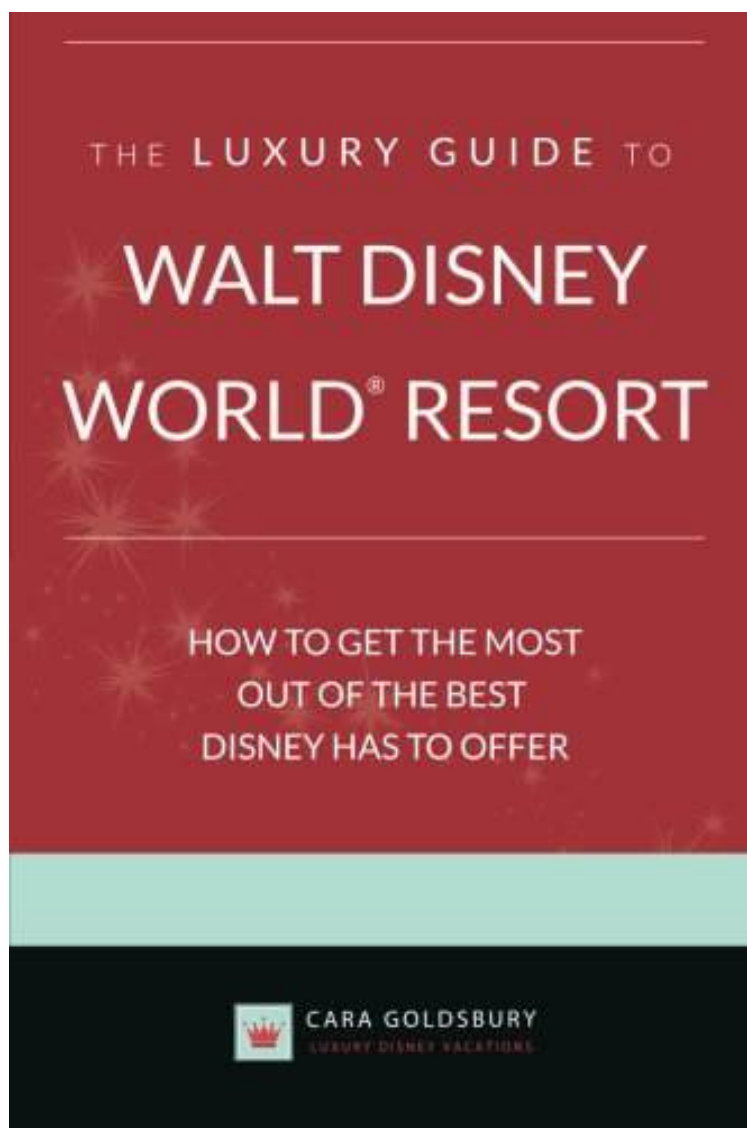 THE LUXURY GUIDE TO
WALT DISNEY
WORLD® RESORT
HOW TO GET THE MOST
OUT OF THE BEST
DISNEY HAS TO OFFER
CARA GOLDSBURY
LUXURY DISNEY VACATIONS